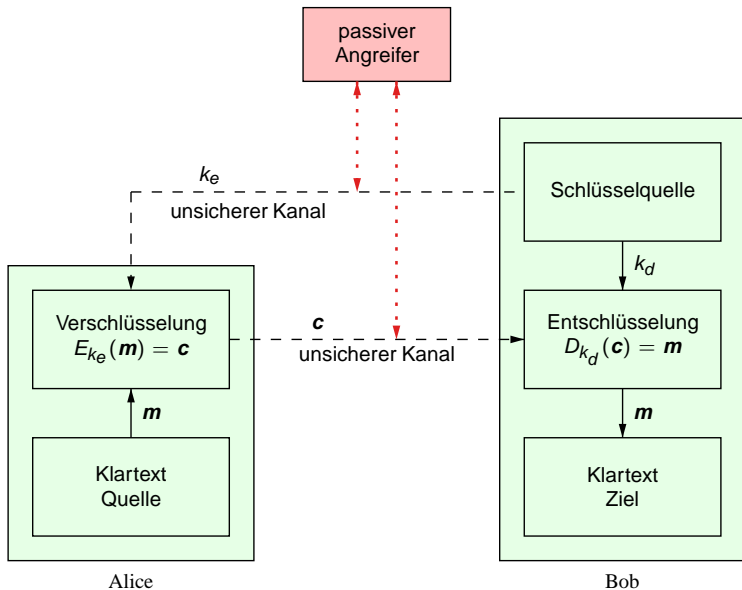 passiver
Angreifer
k_e
unsicherer Kanal
Schlüsselquelle
k_d
Verschlüsselung
E_{k_e}(m) = c
c
unsicherer Kanal
Entschlüsselung
D_{k_d}(c) = m
m
m
Klartext
Quelle
Klartext
Ziel
Alice
Bob